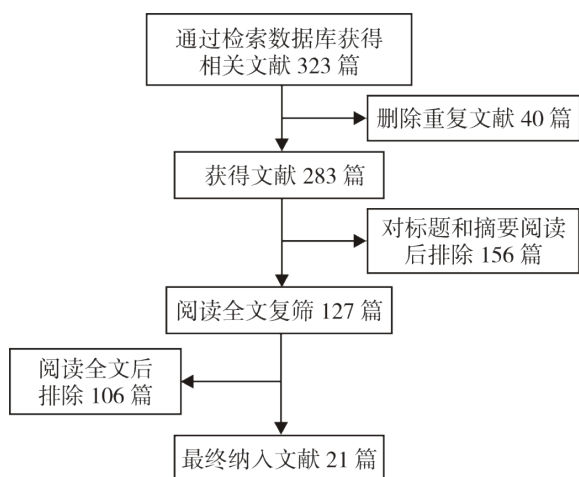 通过检索数据库获得
相关文献 323 篇
删除重复文献 40 篇
获得文献 283 篇
对标题和摘要阅读
后排除 156 篇
阅读全文复筛 127 篇
阅读全文后
排除 106 篇
最终纳入文献 21 篇